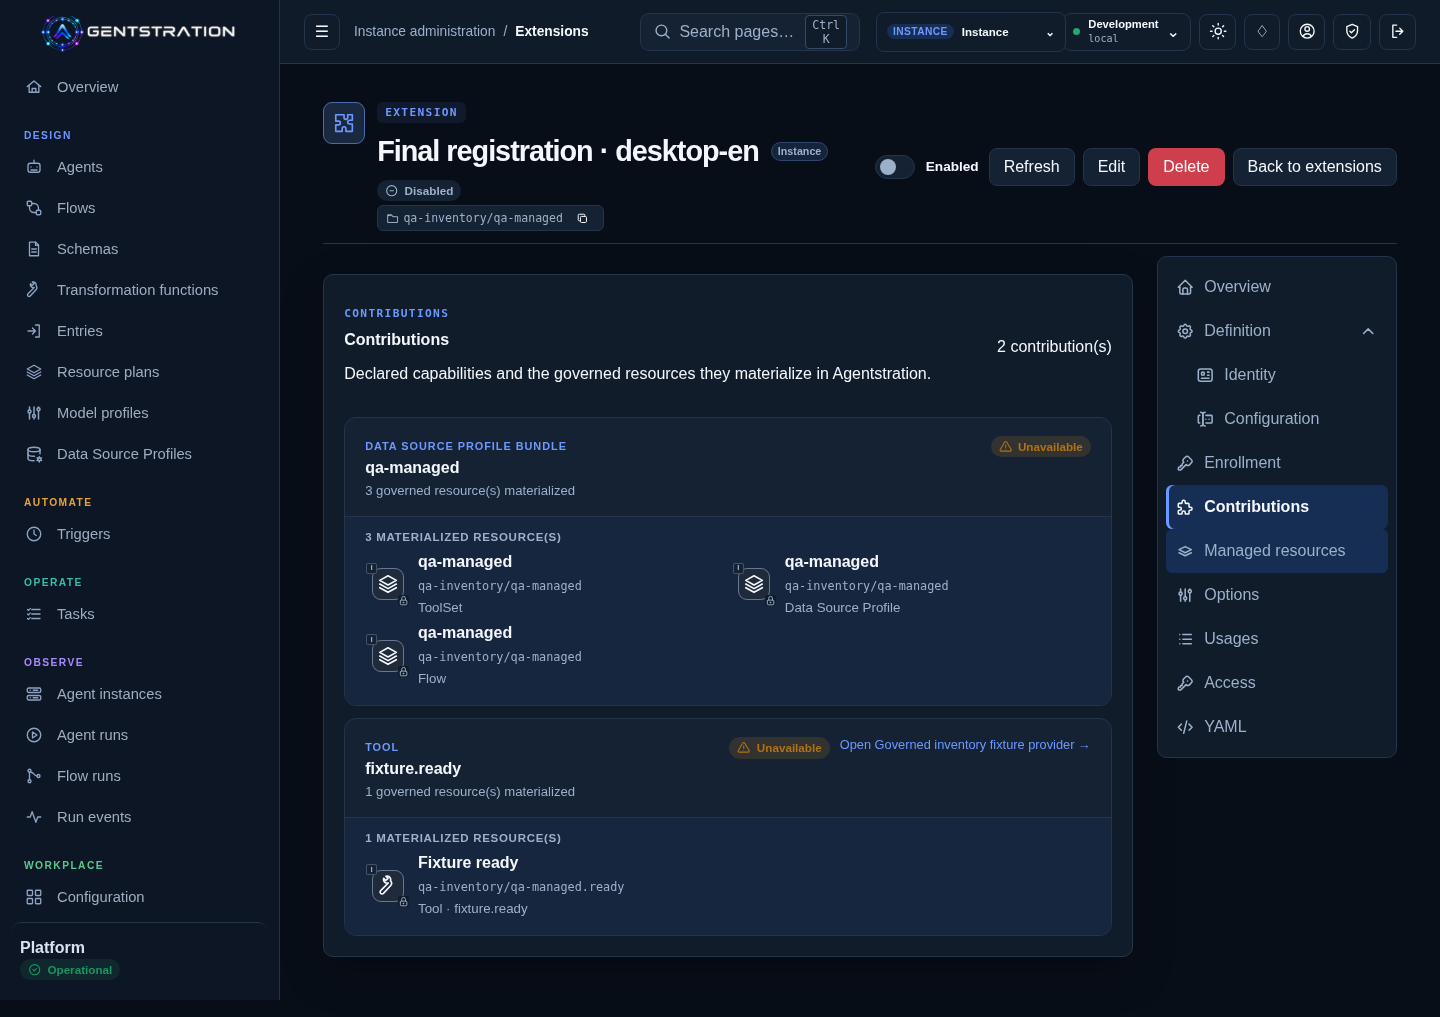 GENTSTRATION
Overview
DESIGN
Agents
Flows
Schemas
Transformation functions
Entries
Resource plans
Model profiles
Data Source Profiles
AUTOMATE
Triggers
OPERATE
Tasks
OBSERVE
Agent instances
Agent runs
Flow runs
Run events
WORKPLACE
Configuration
Platform
Operational
Instance administration / Extensions
Search pages… Ctrl K
INSTANCE Instance
Development
local
EXTENSION
Final registration · desktop-en Instance
Disabled
qa-inventory/qa-managed
Enabled Refresh Edit Delete Back to extensions
CONTRIBUTIONS
Contributions
2 contribution(s)
Declared capabilities and the governed resources they materialize in Agentstration.
DATA SOURCE PROFILE BUNDLE
Unavailable
qa-managed
3 governed resource(s) materialized
3 MATERIALIZED RESOURCE(S)
I
qa-managed
qa-inventory/qa-managed
ToolSet
I
qa-managed
qa-inventory/qa-managed
Data Source Profile
I
qa-managed
qa-inventory/qa-managed
Flow
TOOL
Unavailable Open Governed inventory fixture provider →
fixture.ready
1 governed resource(s) materialized
1 MATERIALIZED RESOURCE(S)
I
Fixture ready
qa-inventory/qa-managed.ready
Tool · fixture.ready
Overview
Definition
Identity
Configuration
Enrollment
Contributions
Managed resources
Options
Usages
Access
YAML